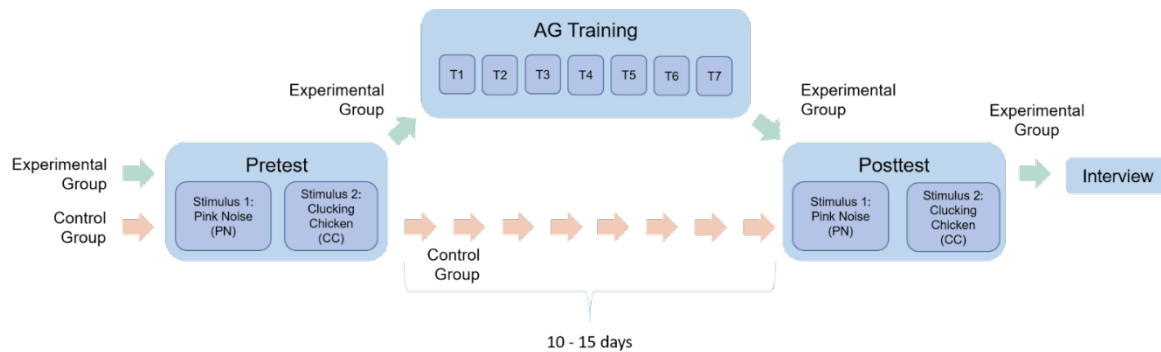 AG Training
T1 T2 T3 T4 T5 T6 T7
Experimental
Group
Experimental
Group
Experimental
Group
Experimental
Group
Control
Group
Pretest
Stimulus 1:
Pink Noise
(PN)
Stimulus 2:
Clucking
Chicken
(CC)
Control
Group
Posttest
Stimulus 1:
Pink Noise
(PN)
Stimulus 2:
Clucking
Chicken
(CC)
Interview
10 - 15 days